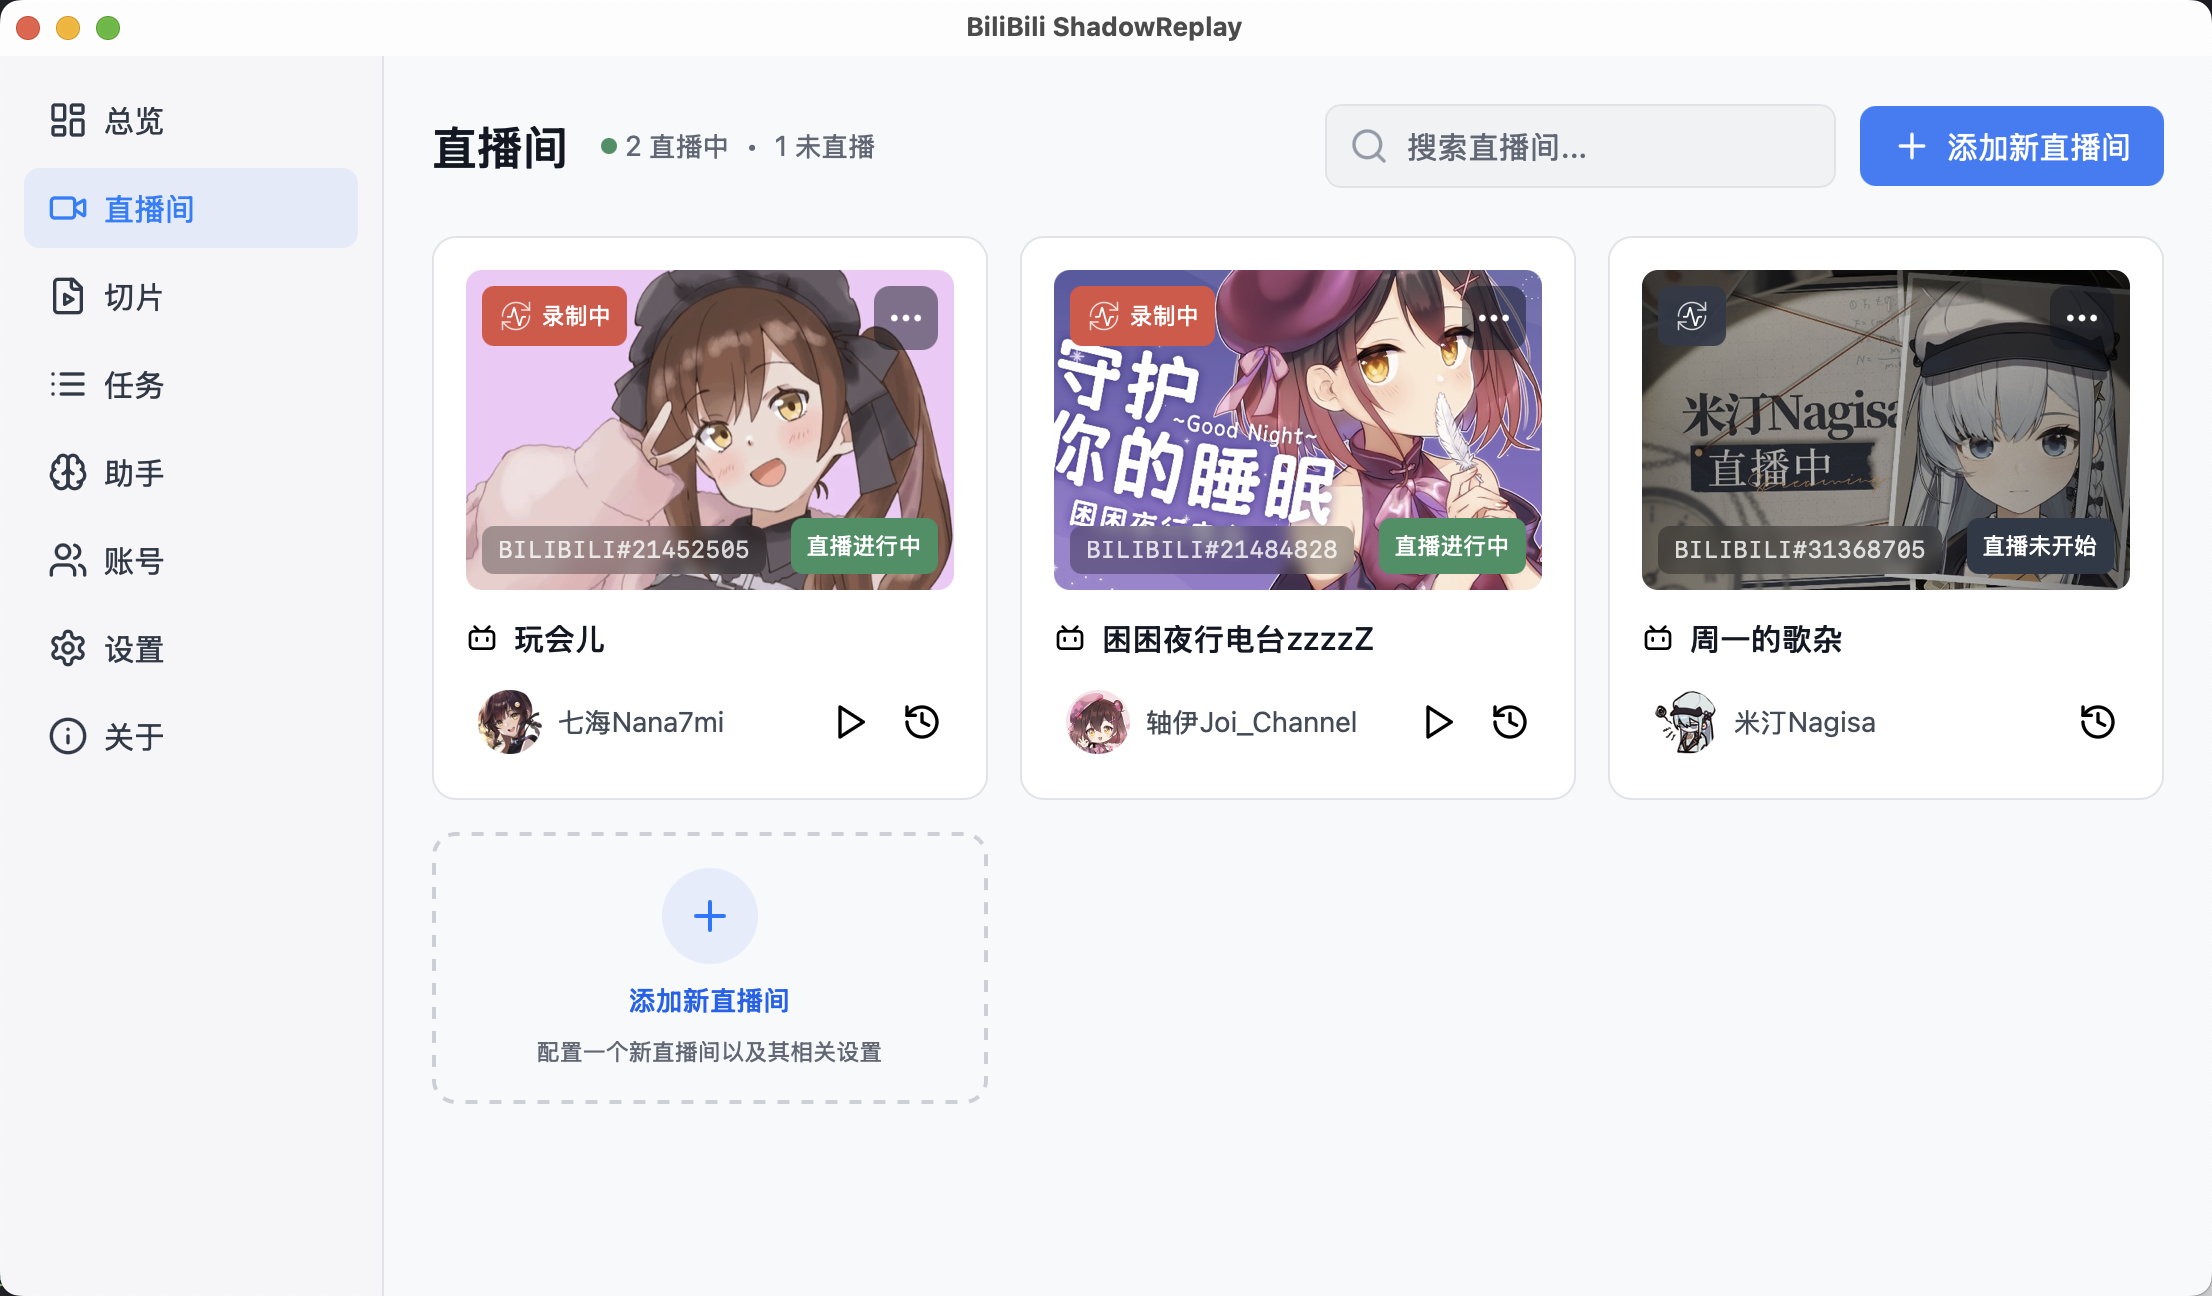 BiliBili ShadowReplay
总览
直播间
切片
任务
助手
账号
设置
关于
直播间
2 直播中 · 1 未直播
搜索直播间...
+ 添加新直播间
录制中
BILIBILI#21452505
直播进行中
玩会儿
七海Nana7mi
录制中
守护
~Good Night~
你的睡眠
困困夜行电台
BILIBILI#21484828
直播进行中
困困夜行电台zzzzZ
轴伊Joi_Channel
米汀Nagisa
直播中
BILIBILI#31368705
直播未开始
周一的歌杂
米汀Nagisa
添加新直播间
配置一个新直播间以及其相关设置